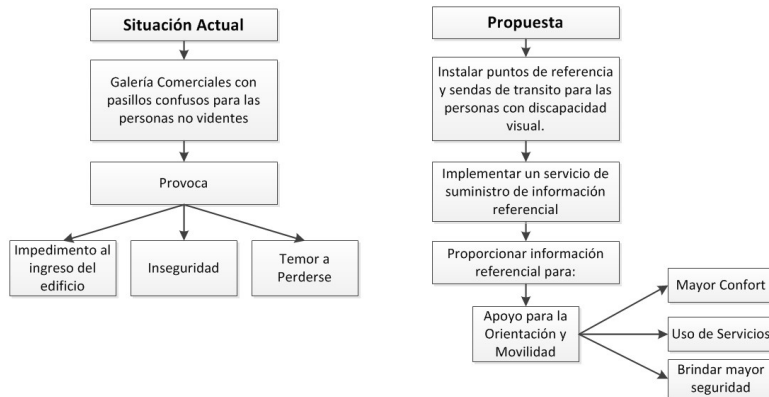 Situación Actual
Galería Comerciales con
pasillos confusos para las
personas no videntes
Provoca
Impedimento al
ingreso del
edificio
Inseguridad
Temor a
Perderse
Propuesta
Instalar puntos de referencia
y sendas de transito para las
personas con discapacidad
visual.
Implementar un servicio de
suministro de información
referencial
Proporcionar información
referencial para:
Apoyo para la
Orientación y
Movilidad
Mayor Confort
Uso de Servicios
Brindar mayor
seguridad